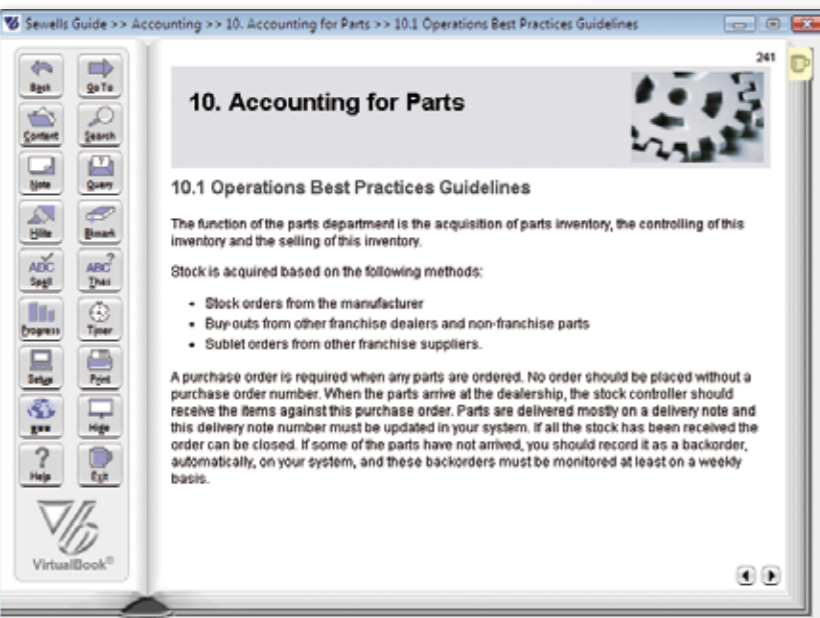 Sewells Guide >> Accounting >> 10. Accounting for Parts >> 10.1 Operations Best Practices Guidelines
241
Back
Go To
Content
Search
Note
Query
Hilite
Bmark
ABC
ABC?
Spell
Thes
Progress
Timer
Setup
Print
Hide
?
Help
Exit
VirtualBook®
10. Accounting for Parts
10.1 Operations Best Practices Guidelines
The function of the parts department is the acquisition of parts inventory, the controlling of this
inventory and the selling of this inventory.
Stock is acquired based on the following methods:
• Stock orders from the manufacturer
• Buy-outs from other franchise dealers and non-franchise parts
• Sublet orders from other franchise suppliers.
A purchase order is required when any parts are ordered. No order should be placed without a
purchase order number. When the parts arrive at the dealership, the stock controller should
receive the items against this purchase order. Parts are delivered mostly on a delivery note and
this delivery note number must be updated in your system. If all the stock has been received the
order can be closed. If some of the parts have not arrived, you should record it as a backorder,
automatically, on your system, and these backorders must be monitored at least on a weekly
basis.